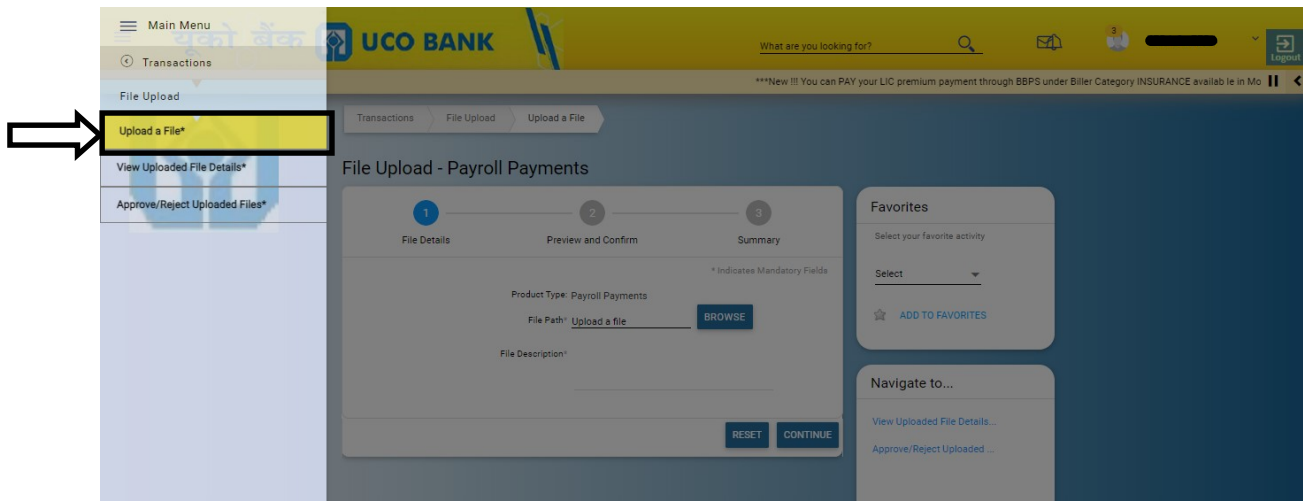 Main Menu
यूको बैंक UCO BANK
What are you looking for?
3
Logout
Transactions
***New !!! You can PAY your LIC premium payment through BBPS under Biller Category INSURANCE availab le in Mo
File Upload
Upload a File*
View Uploaded File Details*
Approve/Reject Uploaded Files*
Transactions File Upload Upload a File
File Upload - Payroll Payments
1 2 3
File Details Preview and Confirm Summary
* Indicates Mandatory Fields
Product Type: Payroll Payments
File Path* Upload a file BROWSE
File Description*
RESET CONTINUE
Favorites
Select your favorite activity
Select
ADD TO FAVORITES
Navigate to...
View Uploaded File Details...
Approve/Reject Uploaded ...